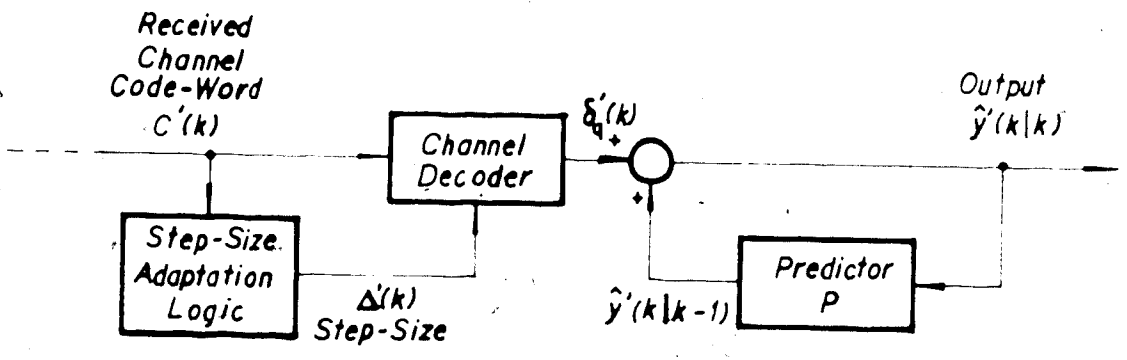 Received
Channel
Code-Word
C'(k)
Channel
Decoder
δ'q(k)
+
+
Output
ŷ'(k|k)
Step-Size
Adaptation
Logic
Δ'(k)
Step-Size
ŷ'(k|k-1)
Predictor
P